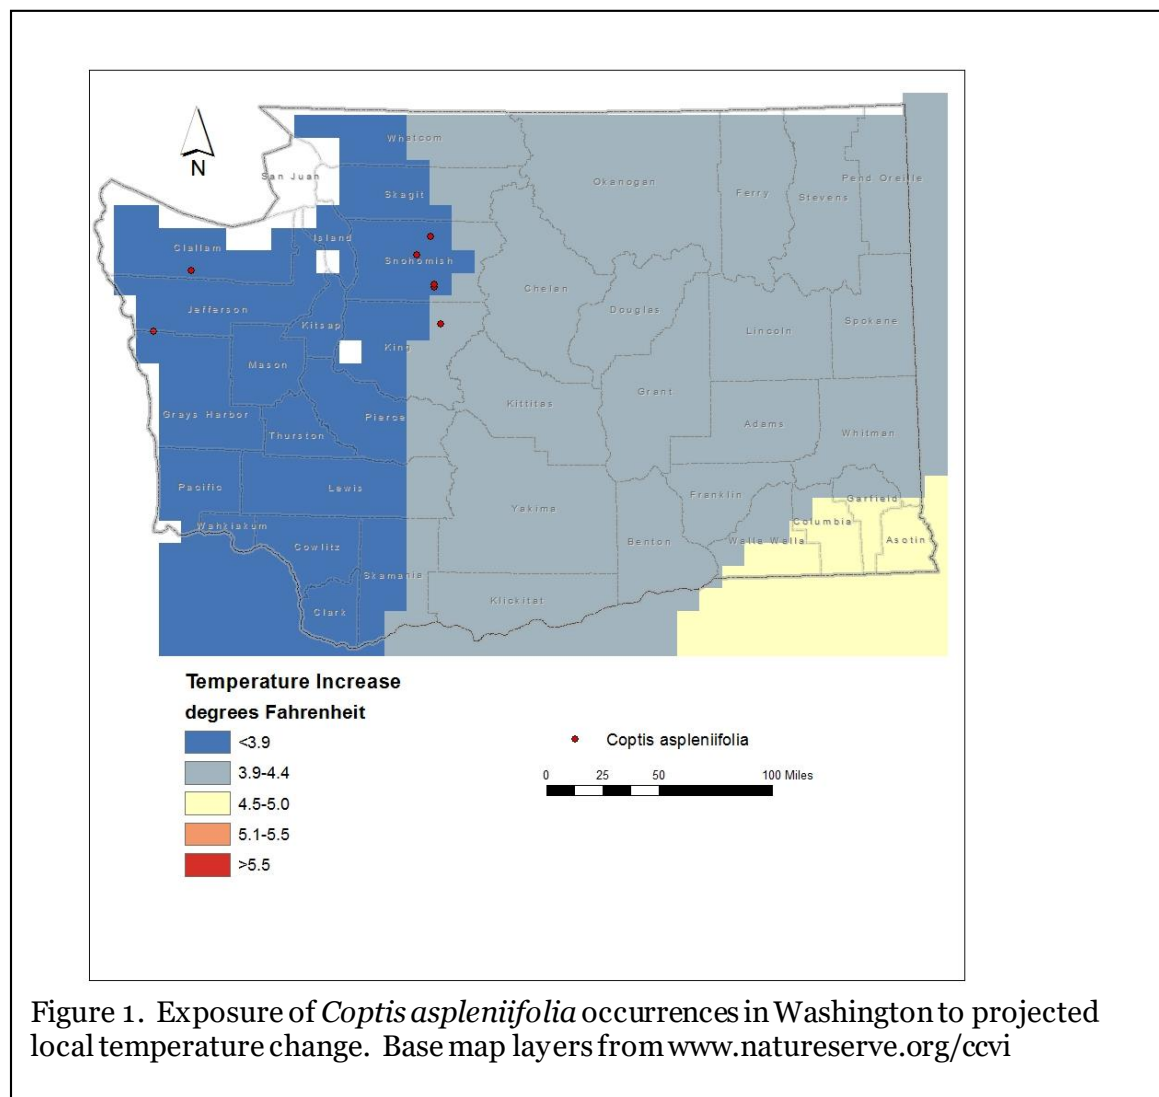 N
Whatcom
San Juan
Okanogan
Pend Oreille
Ferry
Stevens
Skagit
Island
Clallam
Snohomish
Chelan
Jefferson
Douglas
Spokane
Kitsap
Lincoln
King
Mason
Grant
Kittitas
Grays Harbor
Pierce
Adams
Whitman
Thurston
Pacific
Lewis
Franklin
Garfield
Yakima
Columbia
Wahkiakum
Walla Walla
Asotin
Benton
Cowlitz
Skamania
Klickitat
Clark
Temperature Increase
degrees Fahrenheit
<3.9
3.9-4.4
4.5-5.0
5.1-5.5
>5.5
Coptis aspleniifolia
0 25 50 100 Miles
Figure 1. Exposure of Coptis aspleniifolia occurrences in Washington to projected
local temperature change. Base map layers from www.natureserve.org/ccvi